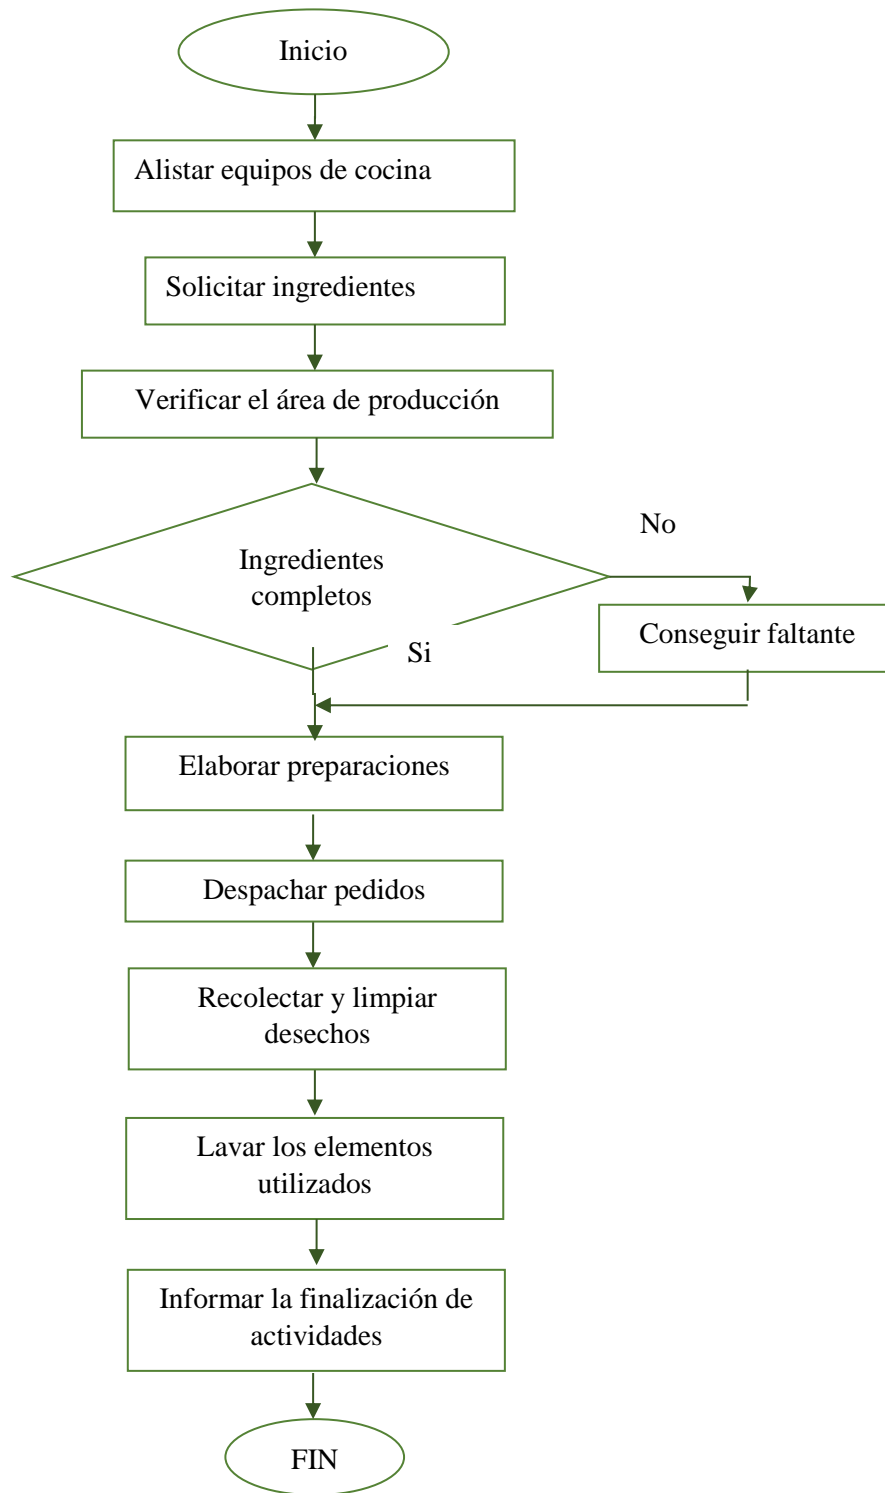 Inicio
Alistar equipos de cocina
Solicitar ingredientes
Verificar el área de producción
No
Ingredientes
completos
Conseguir faltante
Si
Elaborar preparaciones
Despachar pedidos
Recolectar y limpiar
desechos
Lavar los elementos
utilizados
Informar la finalización de
actividades
FIN